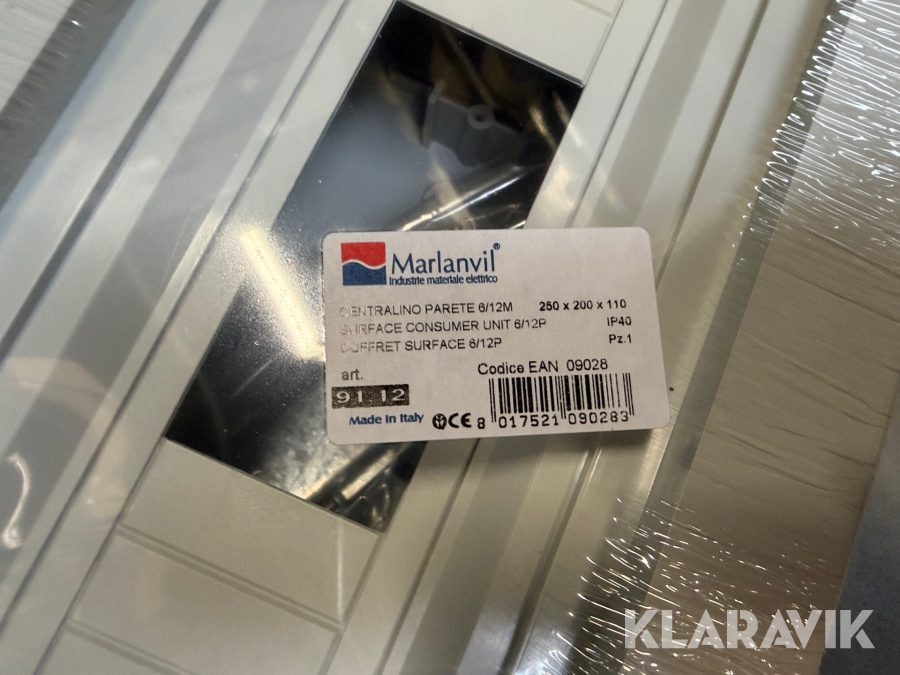 Marlanvil®
Industrie materiale elettrico
CENTRALINO PARETE 6/12M 250 x 200 x 110
SURFACE CONSUMER UNIT 6/12P IP40
COFFRET SURFACE 6/12P Pz.1
art. Codice EAN 09028
91.12
Made in Italy CE 8 017521 090283
KLARAVIK